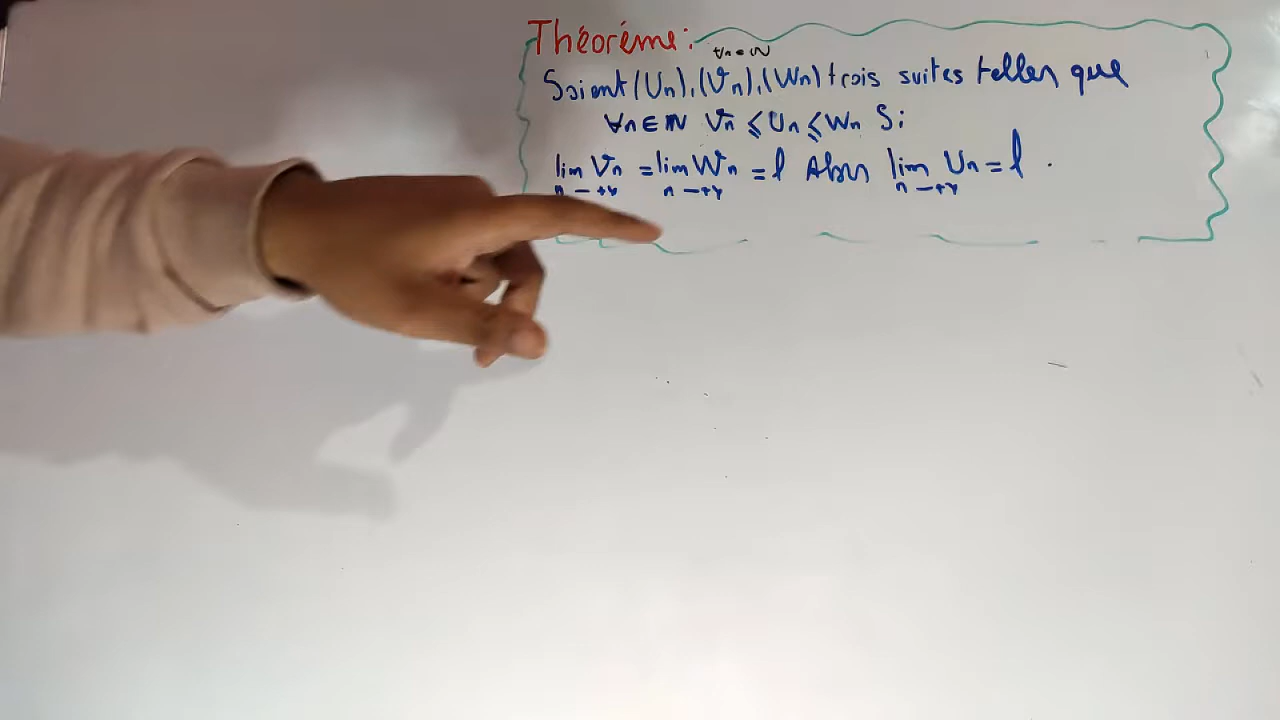 Théoréme:
∀n∈ℕ
Soient (Un), (Vn), (Wn) trois suites telles que
∀n∈ℕ Vn ⩽ Un ⩽ Wn Si
lim Vn = lim Wn = l Alors lim Un = l .
n→+∞ n→+∞ n→+∞